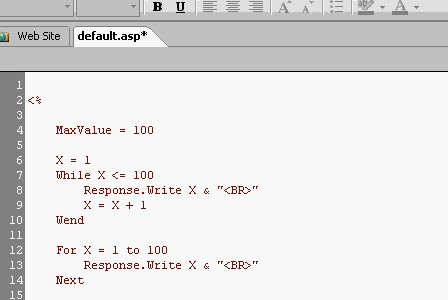 B U
Web Site default.asp*
1
2 <%
3
4 MaxValue = 100
5
6 X = 1
7 While X <= 100
8 Response.Write X & "<BR>"
9 X = X + 1
10 Wend
11
12 For X = 1 to 100
13 Response.Write X & "<BR>"
14 Next
15